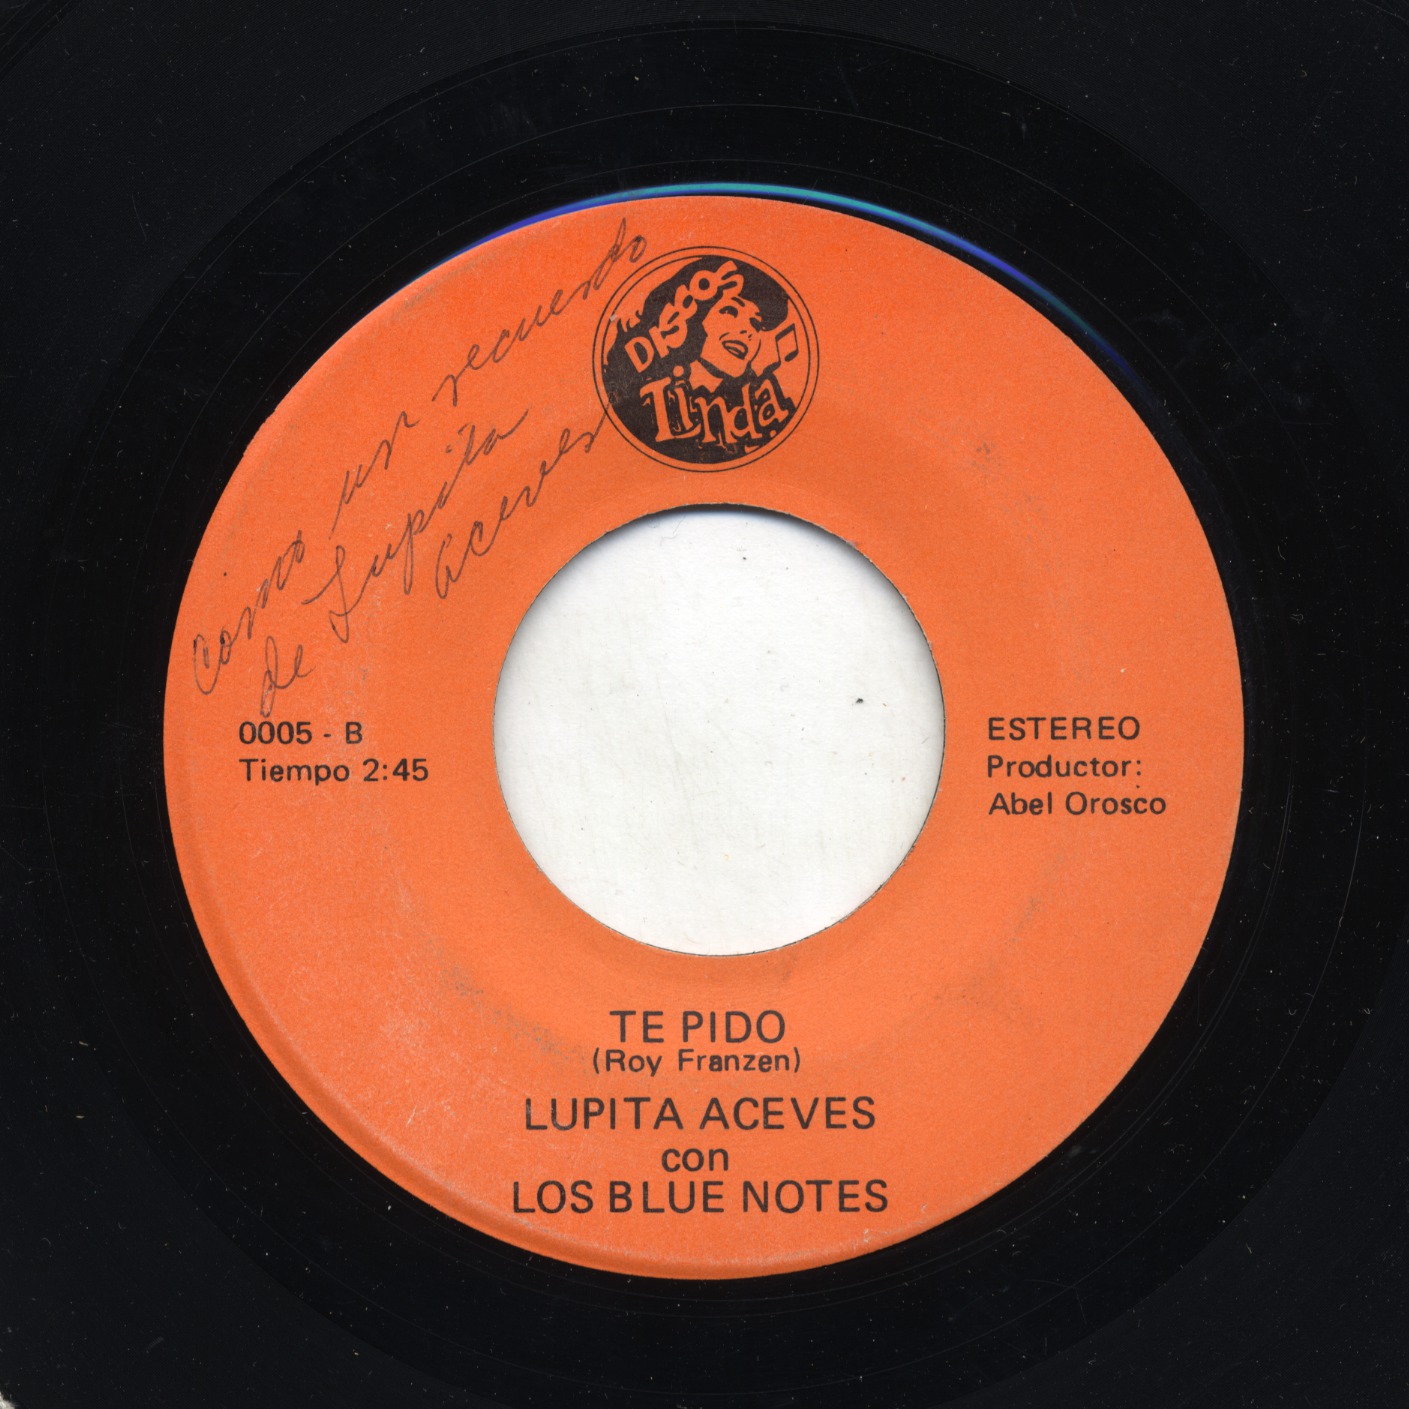 como un recuerdo
de Lupita
Aceves
DISCOS
Linda
0005 - B
Tiempo 2:45
ESTEREO
Productor:
Abel Orosco
TE PIDO
(Roy Franzen)
LUPITA ACEVES
con
LOS BLUE NOTES